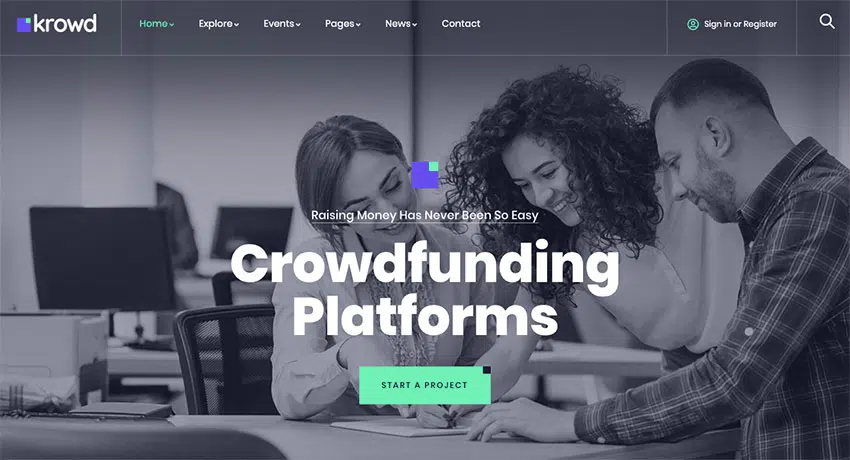 krowd
Home Explore Events Pages News Contact
Sign in or Register
Raising Money Has Never Been So Easy
Crowdfunding
Platforms
START A PROJECT